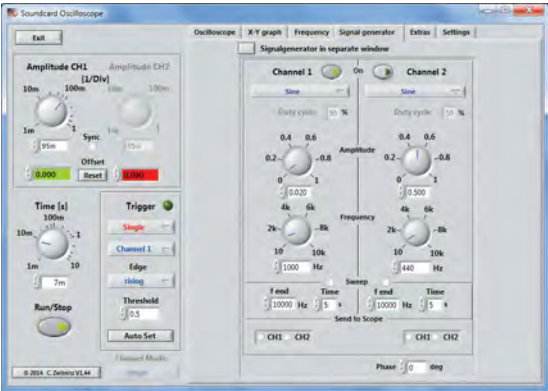 Soundcard Oscilloscope
Exit
Oscilloscope X-Y graph Frequency Signal generator Extras Settings
Signalgenerator in separate window
Amplitude CH1 Amplitude CH2
[1/Div]
10m 100m 10m 100m
1m 1 1m 1
Sync
95m 95m
Offset
0.000 Reset 0.000
Time [s]
100m
10m 1
1m 10
7m
Run/Stop
Trigger
Single
Channel 1
Edge
rising
Threshold
0.5
Auto Set
Channel Mode
© 2014 C. Zeitnitz V1.44
Channel 1 On Channel 2
Sine Sine
Duty cycle 50 % Duty cycle 50 %
Amplitude
0.4 0.6 0.4 0.6
0.2 0.8 0.2 0.8
0 1 0 1
0.020 0.500
Frequency
4k 6k 4k 6k
2k 8k 2k 8k
10 10k 10 10k
1000 Hz 440 Hz
Sweep
f end Time f end Time
10000 Hz 5 s 10000 Hz 5 s
Send to Scope
CH1 CH2 CH1 CH2
Phase 0 deg